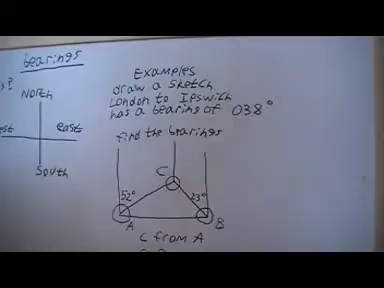 bearings
Examples
draw a sketch
London to Ipswich
has a bearing of 038°
North
east
South
find the bearings
C
52°
23°
A
B
C from A